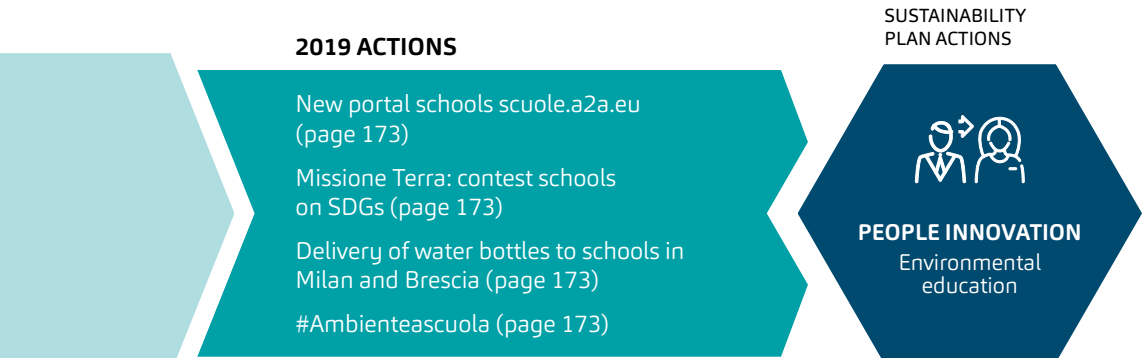 2019 ACTIONS
New portal schools scuole.a2a.eu
(page 173)
Missione Terra: contest schools
on SDGs (page 173)
Delivery of water bottles to schools in
Milan and Brescia (page 173)
#Ambienteascuola (page 173)
SUSTAINABILITY
PLAN ACTIONS
PEOPLE INNOVATION
Environmental
education